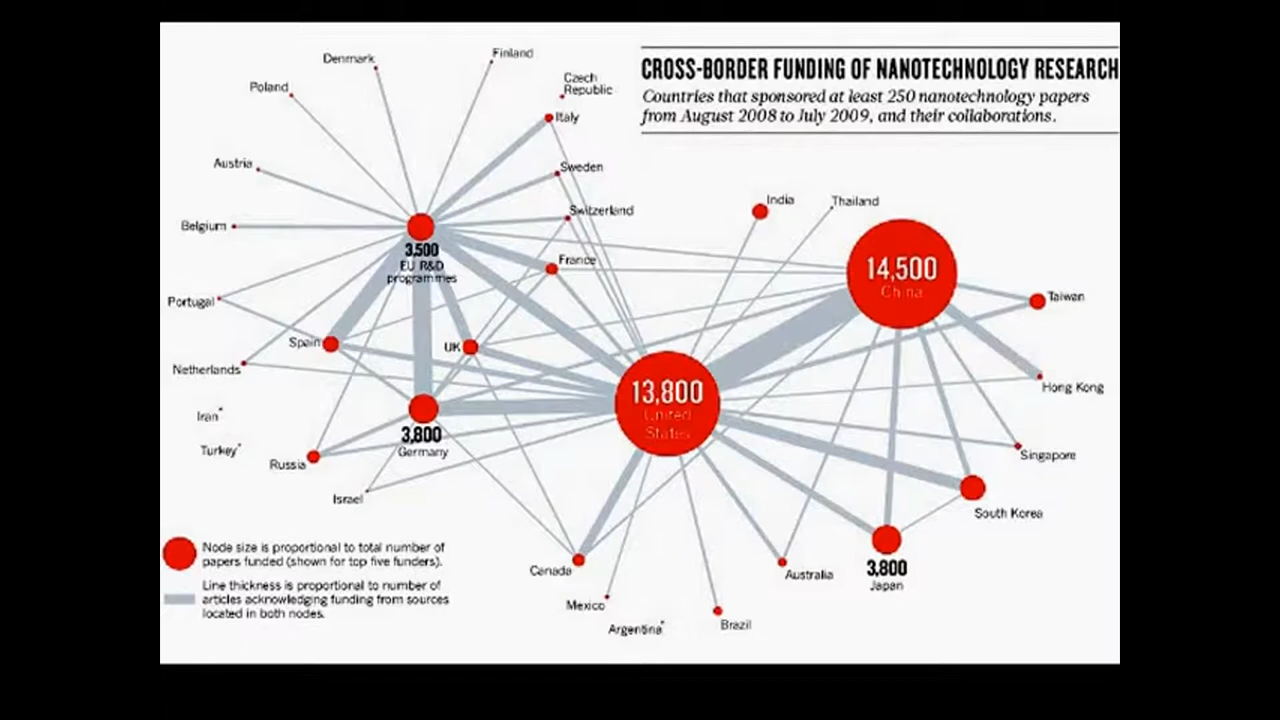 CROSS-BORDER FUNDING OF NANOTECHNOLOGY RESEARCH
Countries that sponsored at least 250 nanotechnology papers
from August 2008 to July 2009, and their collaborations.
Finland
Denmark
Czech
Republic
Poland
Italy
Austria
Sweden
India
Thailand
Switzerland
Belgium
3,500
EU R&D
programmes
France
14,500
China
Taiwan
Portugal
Spain
UK
Netherlands
Hong Kong
13,800
United
States
Iran*
3,800
Germany
Turkey*
Russia
Singapore
Israel
South Korea
Node size is proportional to total number of
papers funded (shown for top five funders).
Canada
Australia
3,800
Japan
Line thickness is proportional to number of
articles acknowledging funding from sources
located in both nodes.
Mexico
Argentina*
Brazil